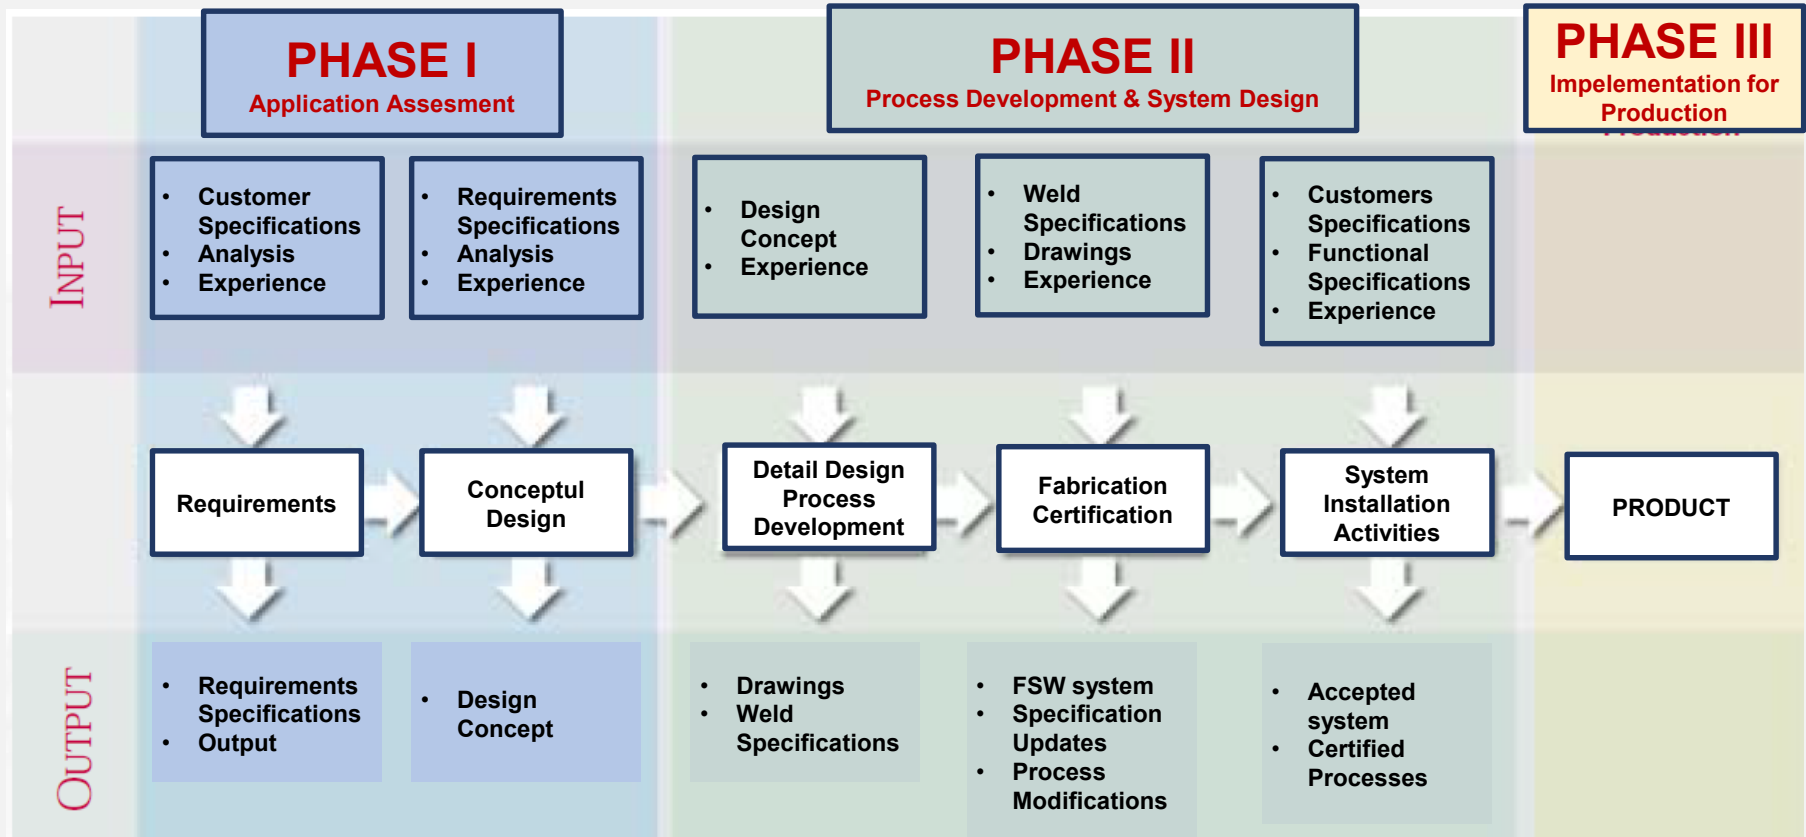 PHASE I
Application Assesment
PHASE II
Process Development & System Design
PHASE III
Impelementation for
Production
Production
INPUT
• Customer
Specifications
• Analysis
• Experience
• Requirements
Specifications
• Analysis
• Experience
• Design
Concept
• Experience
• Weld
Specifications
• Drawings
• Experience
• Customers
Specifications
• Functional
Specifications
• Experience
Requirements
Conceptul
Design
Detail Design
Process
Development
Fabrication
Certification
System
Installation
Activities
PRODUCT
OUTPUT
• Requirements
Specifications
• Output
• Design
Concept
• Drawings
• Weld
Specifications
• FSW system
• Specification
Updates
• Process
Modifications
• Accepted
system
• Certified
Processes